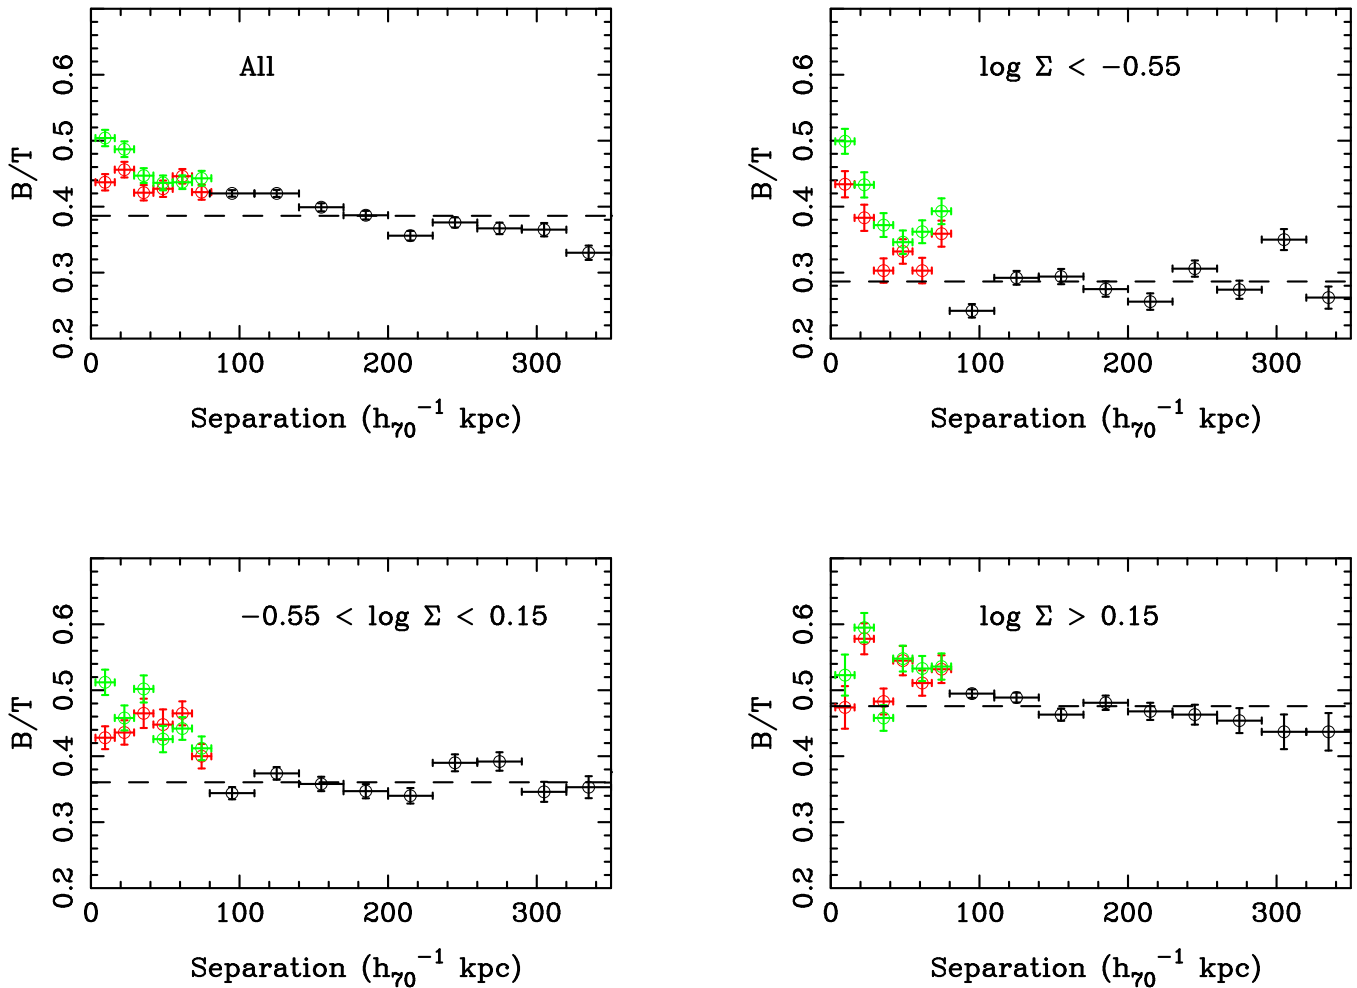 All
B/T
0.2 0.3 0.4 0.5 0.6
0 100 200 300
Separation (h₇₀⁻¹ kpc)
log Σ < −0.55
B/T
0.2 0.3 0.4 0.5 0.6
0 100 200 300
Separation (h₇₀⁻¹ kpc)
−0.55 < log Σ < 0.15
B/T
0.2 0.3 0.4 0.5 0.6
0 100 200 300
Separation (h₇₀⁻¹ kpc)
log Σ > 0.15
B/T
0.2 0.3 0.4 0.5 0.6
0 100 200 300
Separation (h₇₀⁻¹ kpc)